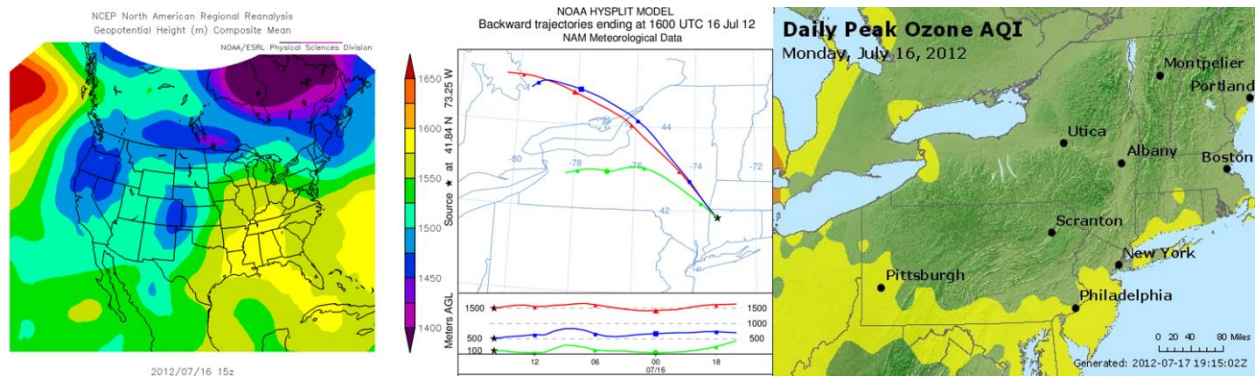 NCEP North American Regional Reanalysis
Geopotential Height (m) Composite Mean
NOAA/ESRL Physical Sciences Division
1650
1600
1550
1500
1450
1400
2012/07/16 15z
NOAA HYSPLIT MODEL
Backward trajectories ending at 1600 UTC 16 Jul 12
NAM Meteorological Data
Source ★ at 41.84 N 73.25 W
44
-80
-78
-76
-74
-72
42
Meters AGL
1500
1500
1000
500
500
100
12
06
00
18
07/16
Daily Peak Ozone AQI
Monday, July 16, 2012
Montpelier
Portland
Utica
Albany
Boston
Scranton
New York
Pittsburgh
Philadelphia
0 40 80 Miles
Generated: 2012-07-17 19:15:02Z